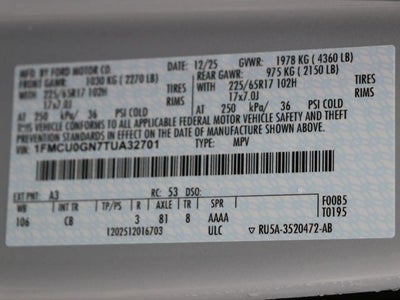 MFD. BY FORD MOTOR CO. 12/25 GVWR: 1978 KG (4360 LB)
FRONT GAWR: 1030 KG (2270 LB) REAR GAWR: 975 KG (2150 LB)
WITH 225/65R17 102H TIRES WITH 225/65R17 102H TIRES
17x7.0J RIMS 17x7.0J RIMS
AT 250 kPa/ 36 PSI COLD AT 250 kPa/ 36 PSI COLD
THIS VEHICLE CONFORMS TO ALL APPLICABLE FEDERAL MOTOR VEHICLE SAFETY AND THEFT
PREVENTION STANDARDS IN EFFECT ON THE DATE OF MANUFACTURE SHOWN ABOVE.
VIN: 1FMCU0GN7TUA32701 TYPE: MPV
EXT PNT: A3 RC: 53 DSO: F0085
WB INT TR TP/PS R AXLE TR SPR T0195
106 CB 3 81 8 AAAA
1202512016703 ULC RU5A-3520472-AB